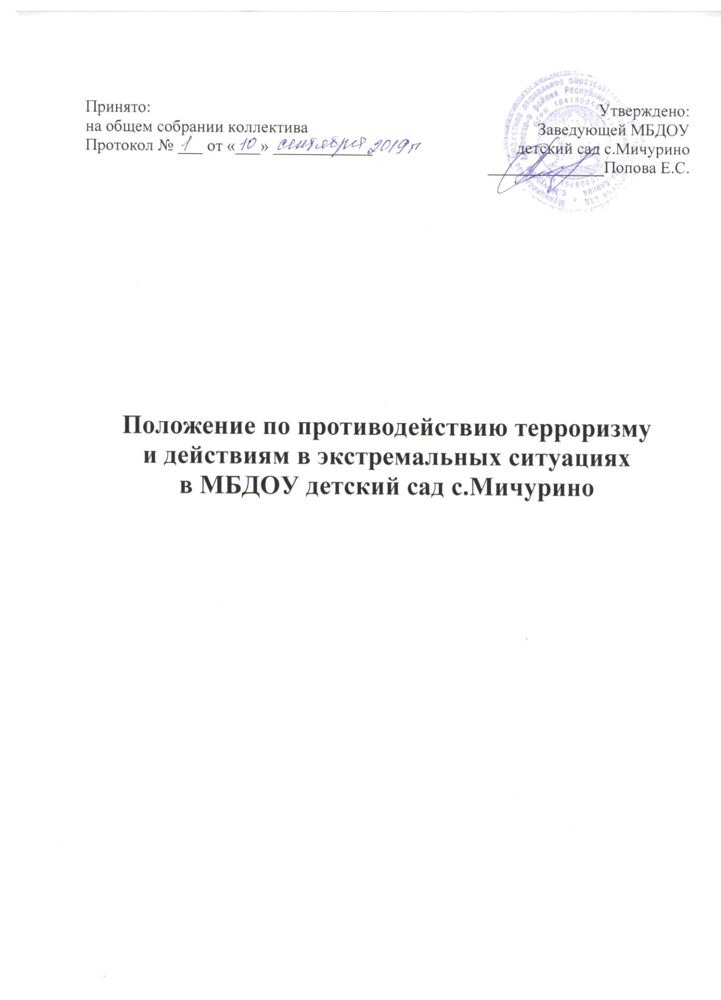 Принято:
на общем собрании коллектива
Протокол № 1 от «10» сентября 2019г
Утверждено:
Заведующей МБДОУ
детский сад с.Мичурино
Попова Е.С.
Положение по противодействию терроризму
и действиям в экстремальных ситуациях
в МБДОУ детский сад с.Мичурино